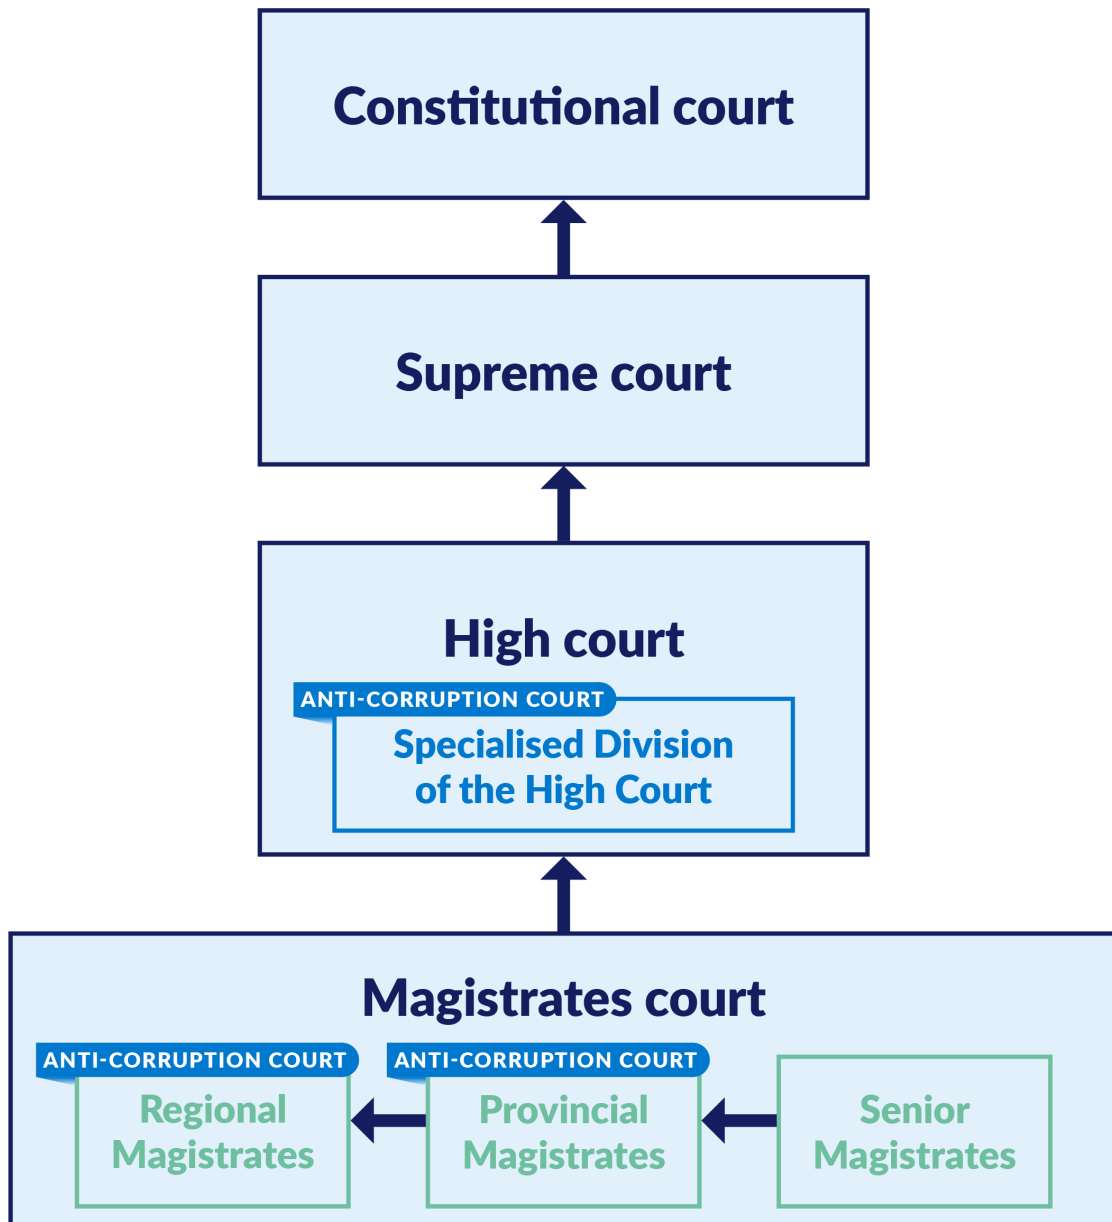 Constitutional court
Supreme court
High court
ANTI-CORRUPTION COURT
Specialised Division
of the High Court
Magistrates court
ANTI-CORRUPTION COURT
Regional
Magistrates
ANTI-CORRUPTION COURT
Provincial
Magistrates
Senior
Magistrates